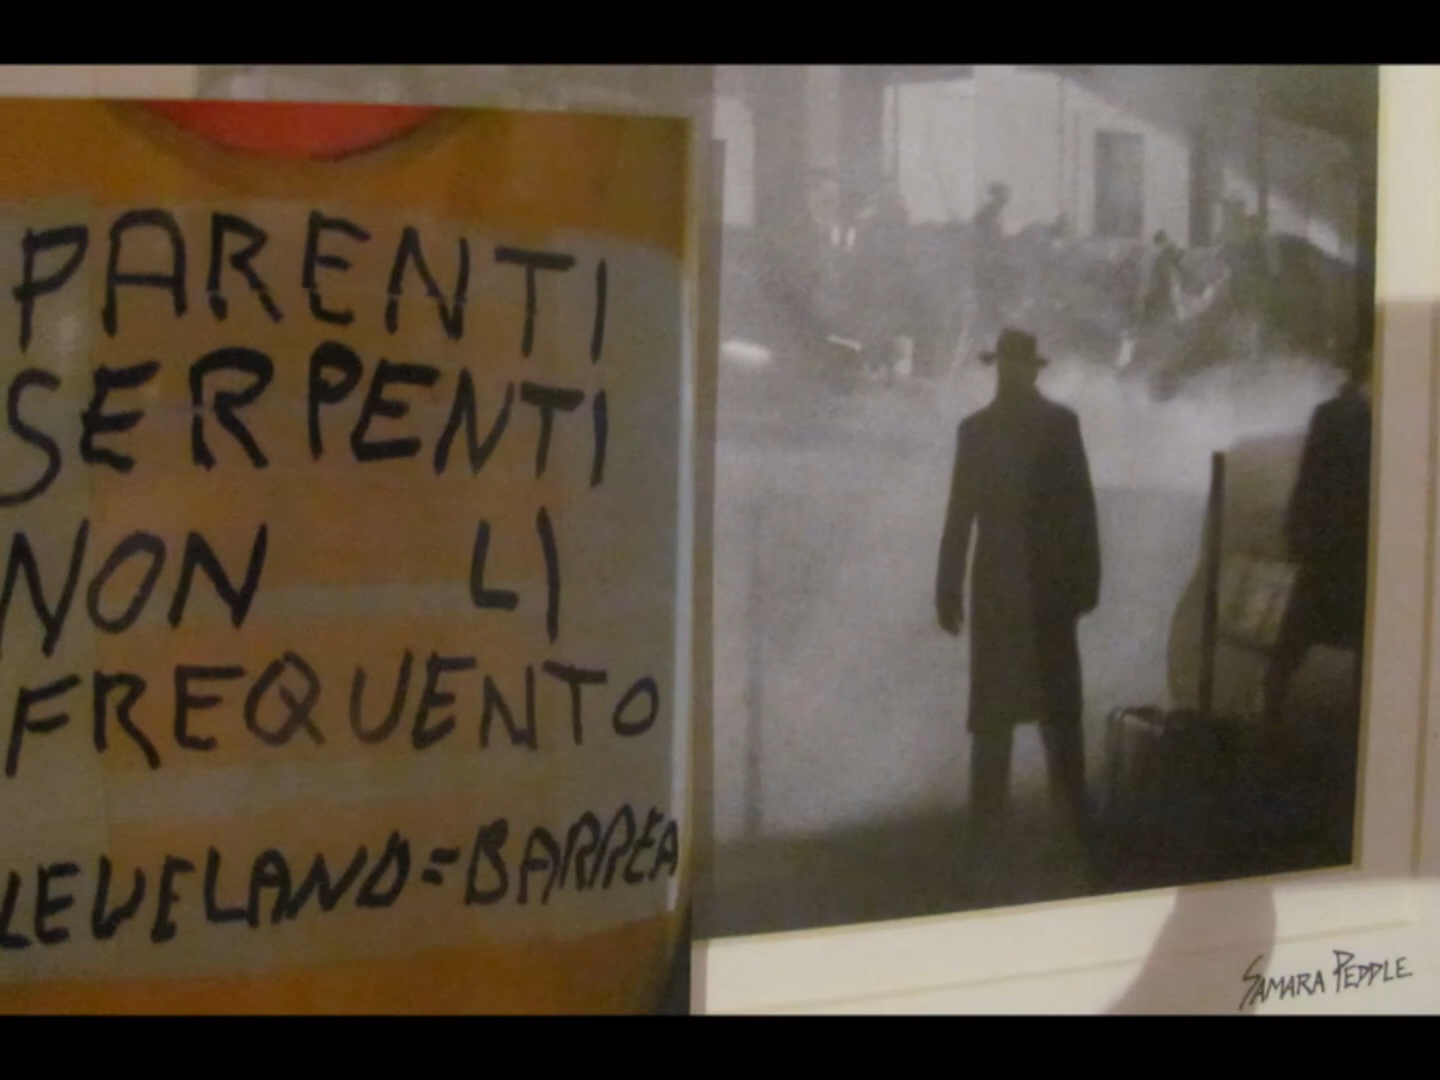 PARENTI
SERPENTI
NON LI
FREQUENTO
LEVELAND=BARREA
SAMARA PEDDLE